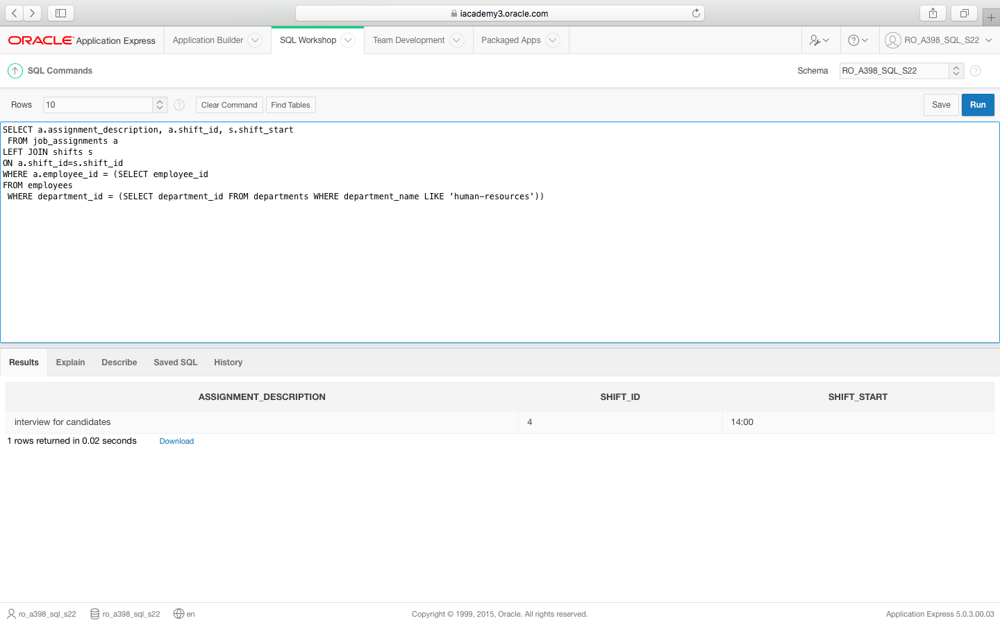 iacademy3.oracle.com
ORACLE Application Express Application Builder SQL Workshop Team Development Packaged Apps RO_A398_SQL_S22
SQL Commands Schema RO_A398_SQL_S22
Rows 10 Clear Command Find Tables Save Run
SELECT a.assignment_description, a.shift_id, s.shift_start
FROM job_assignments a
LEFT JOIN shifts s
ON a.shift_id=s.shift_id
WHERE a.employee_id = (SELECT employee_id
FROM employees
WHERE department_id = (SELECT department_id FROM departments WHERE department_name LIKE 'human-resources'))
Results Explain Describe Saved SQL History
ASSIGNMENT_DESCRIPTION SHIFT_ID SHIFT_START
interview for candidates 4 14:00
1 rows returned in 0.02 seconds Download
ro_a398_sql_s22 ro_a398_sql_s22 en Copyright © 1999, 2015, Oracle. All rights reserved. Application Express 5.0.3.00.03